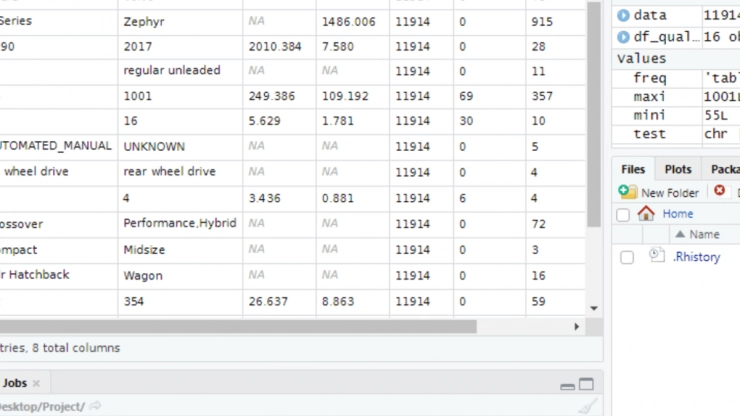 Series Zephyr NA 1486.006 11914 0 915
90 2017 2010.384 7.580 11914 0 28
regular unleaded NA NA 11914 0 11
1001 249.386 109.192 11914 69 357
16 5.629 1.781 11914 30 10
UTOMATED_MANUAL UNKNOWN NA NA 11914 0 5
wheel drive rear wheel drive NA NA 11914 0 4
4 3.436 0.881 11914 6 4
ossover Performance,Hybrid NA NA 11914 0 72
ompact Midsize NA NA 11914 0 3
r Hatchback Wagon NA NA 11914 0 16
354 26.637 8.863 11914 0 59
tries, 8 total columns
Jobs ×
esktop/Project/
data 11914
df_qual… 16 ob
Values
freq 'tabl
maxi 1001L
mini 55L
test chr
Files Plots Packa
New Folder
Home
Name
.Rhistory